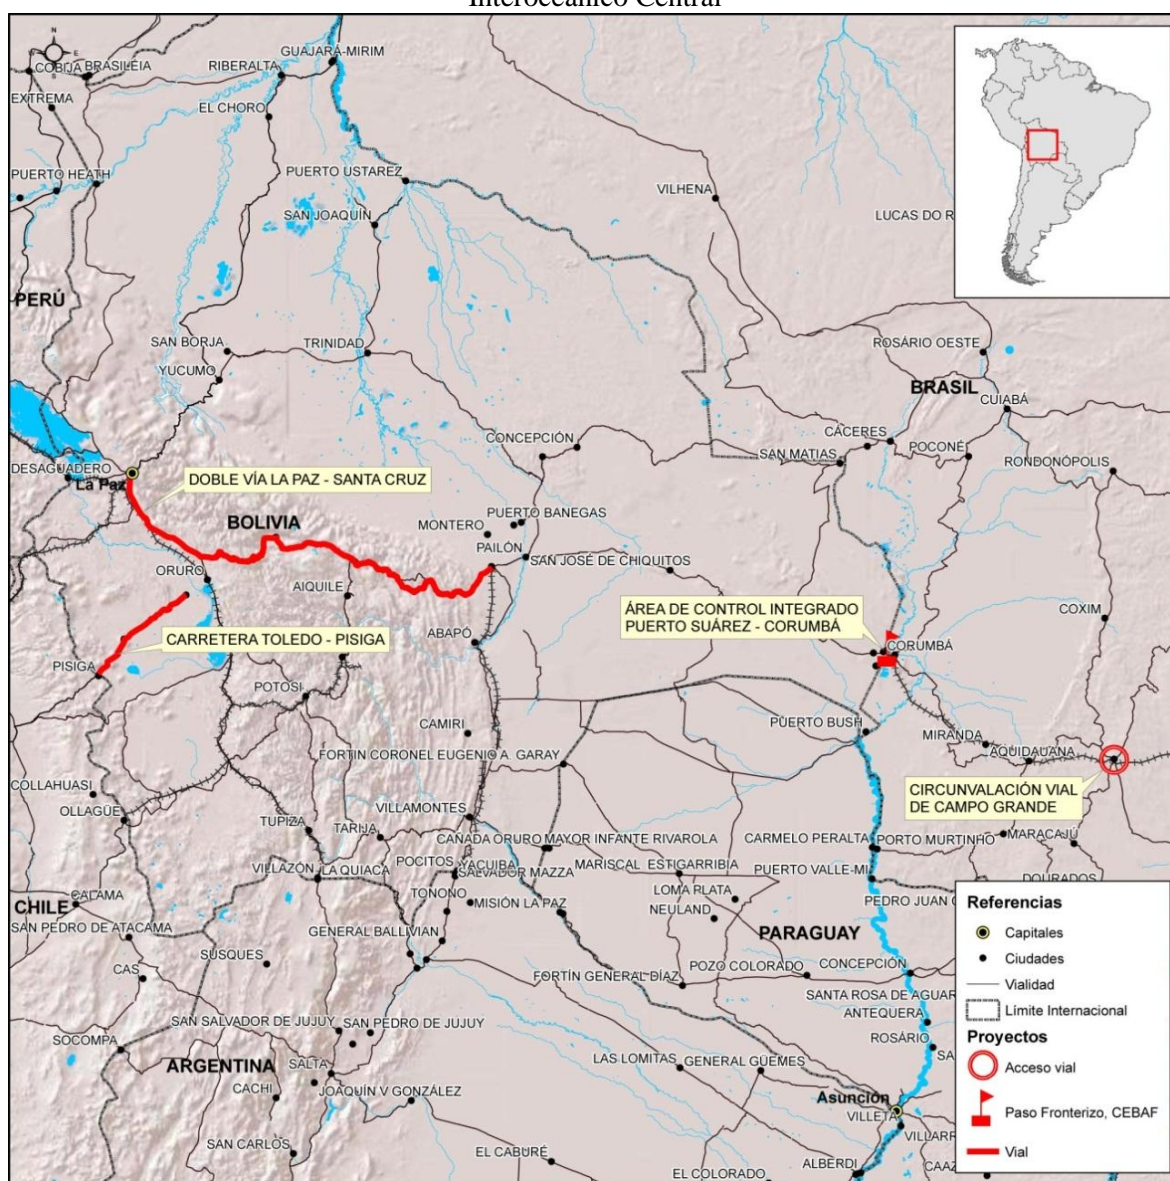 Interoceánico Central
N
E
S
COBIJA
BRASILÉIA
GUAJARÁ-MIRIM
RIBERALTA
EXTREMA
EL CHORO
PUERTO HEATH
PUERTO USTAREZ
VILHENA
SAN JOAQUÍN
LUCAS DO R
PERÚ
SAN BORJA
TRINIDAD
ROSÁRIO OESTE
YUCUMO
BRASIL
CUIABÁ
CONCEPCIÓN
CÁCERES
POCONÉ
SAN MATIAS
RONDONÓPOLIS
DESAGUADERO
La Paz
DOBLE VÍA LA PAZ - SANTA CRUZ
BOLIVIA
PUERTO BANEGAS
MONTERO
PAILÓN
SAN JOSÉ DE CHIQUITOS
ORURO
AIQUILE
COXIM
ÁREA DE CONTROL INTEGRADO
PUERTO SUÁREZ - CORUMBÁ
CARRETERA TOLEDO - PISIGA
ABAPÓ
CORUMBÁ
PISIGA
POTOSI
CAMIRI
PUERTO BUSH
MIRANDA
AQUIDAUANA
FORTIN CORONEL EUGENIO A. GARAY
COLLAHUASI
OLLAGÜE
CIRCUNVALACIÓN VIAL
DE CAMPO GRANDE
VILLAMONTES
TUPIZA
TARIJA
CAÑADA ORURO
MAYOR INFANTE RIVAROLA
CARMELO PERALTA
PORTO MURTINHO
MARACAJÚ
POCITOS
YACUIBA
SALVADOR MAZZA
MARISCAL ESTIGARRIBIA
PUERTO VALLE-MI
DOURADOS
VILLAZÓN
LA QUIACA
TONONO
MISIÓN LA PAZ
LOMA PLATA
NEULAND
PEDRO JUAN C
CALAMA
CHILE
SAN PEDRO DE ATACAMA
GENERAL BALLIVIAN
PARAGUAY
SUSQUES
CAS
FORTÍN GENERAL DÍAZ
POZO COLORADO
CONCEPCIÓN
SANTA ROSA DE AGUAR
ANTEQUERA
SAN SALVADOR DE JUJUY
SAN PEDRO DE JUJUY
SOCOMPA
ROSÁRIO
SA
ARGENTINA
SALTA
LAS LOMITAS
GENERAL GÜEMES
CACHI
JOAQUÍN V GONZÁLEZ
Asunción
VILLETA
VILLARR
SAN CARLOS
EL CABURÉ
EL COLORADO
ALBERDI
CAAZ
Referencias
Capitales
Ciudades
Vialidad
Límite Internacional
Proyectos
Acceso vial
Paso Fronterizo, CEBAF
Vial